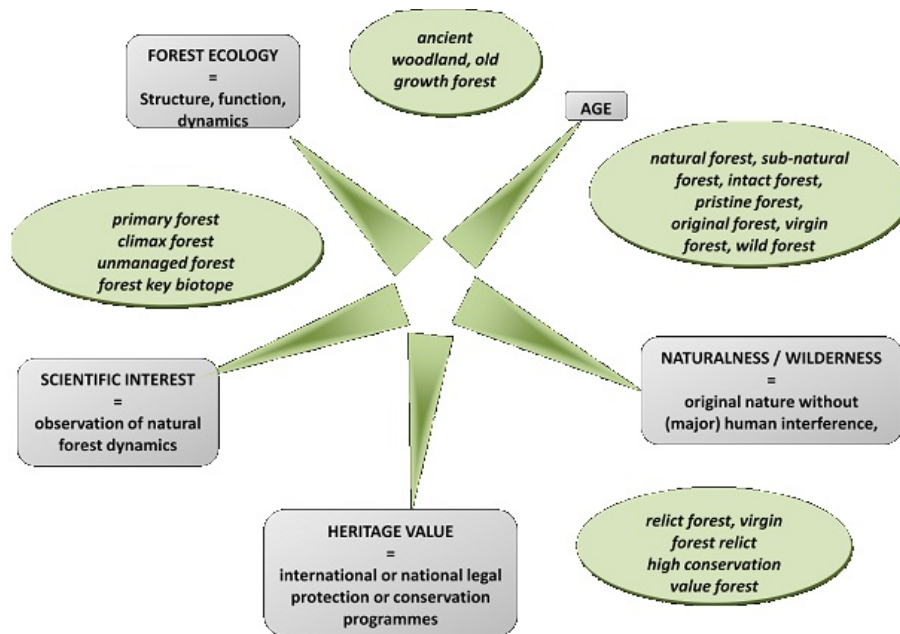 FOREST ECOLOGY
=
Structure, function,
dynamics
ancient
woodland, old
growth forest
AGE
natural forest, sub-natural
forest, intact forest,
pristine forest,
original forest, virgin
forest, wild forest
primary forest
climax forest
unmanaged forest
forest key biotope
SCIENTIFIC INTEREST
=
observation of natural
forest dynamics
NATURALNESS / WILDERNESS
=
original nature without
(major) human interference,
HERITAGE VALUE
=
international or national legal
protection or conservation
programmes
relict forest, virgin
forest relict
high conservation
value forest